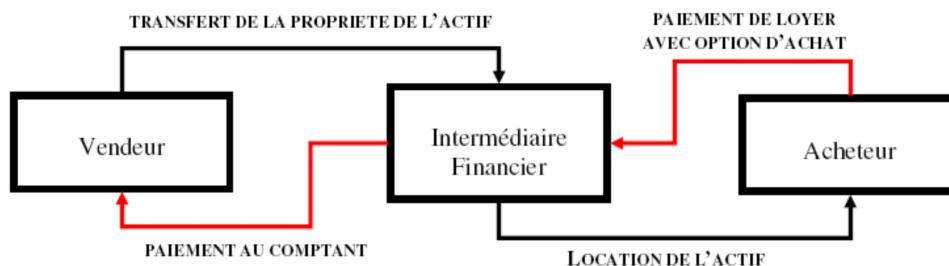 TRANSFERT DE LA PROPRIETE DE L'ACTIF
PAIEMENT DE LOYER
AVEC OPTION D'ACHAT
Vendeur
Intermédiaire
Financier
Acheteur
PAIEMENT AU COMPTANT
LOCATION DE L'ACTIF